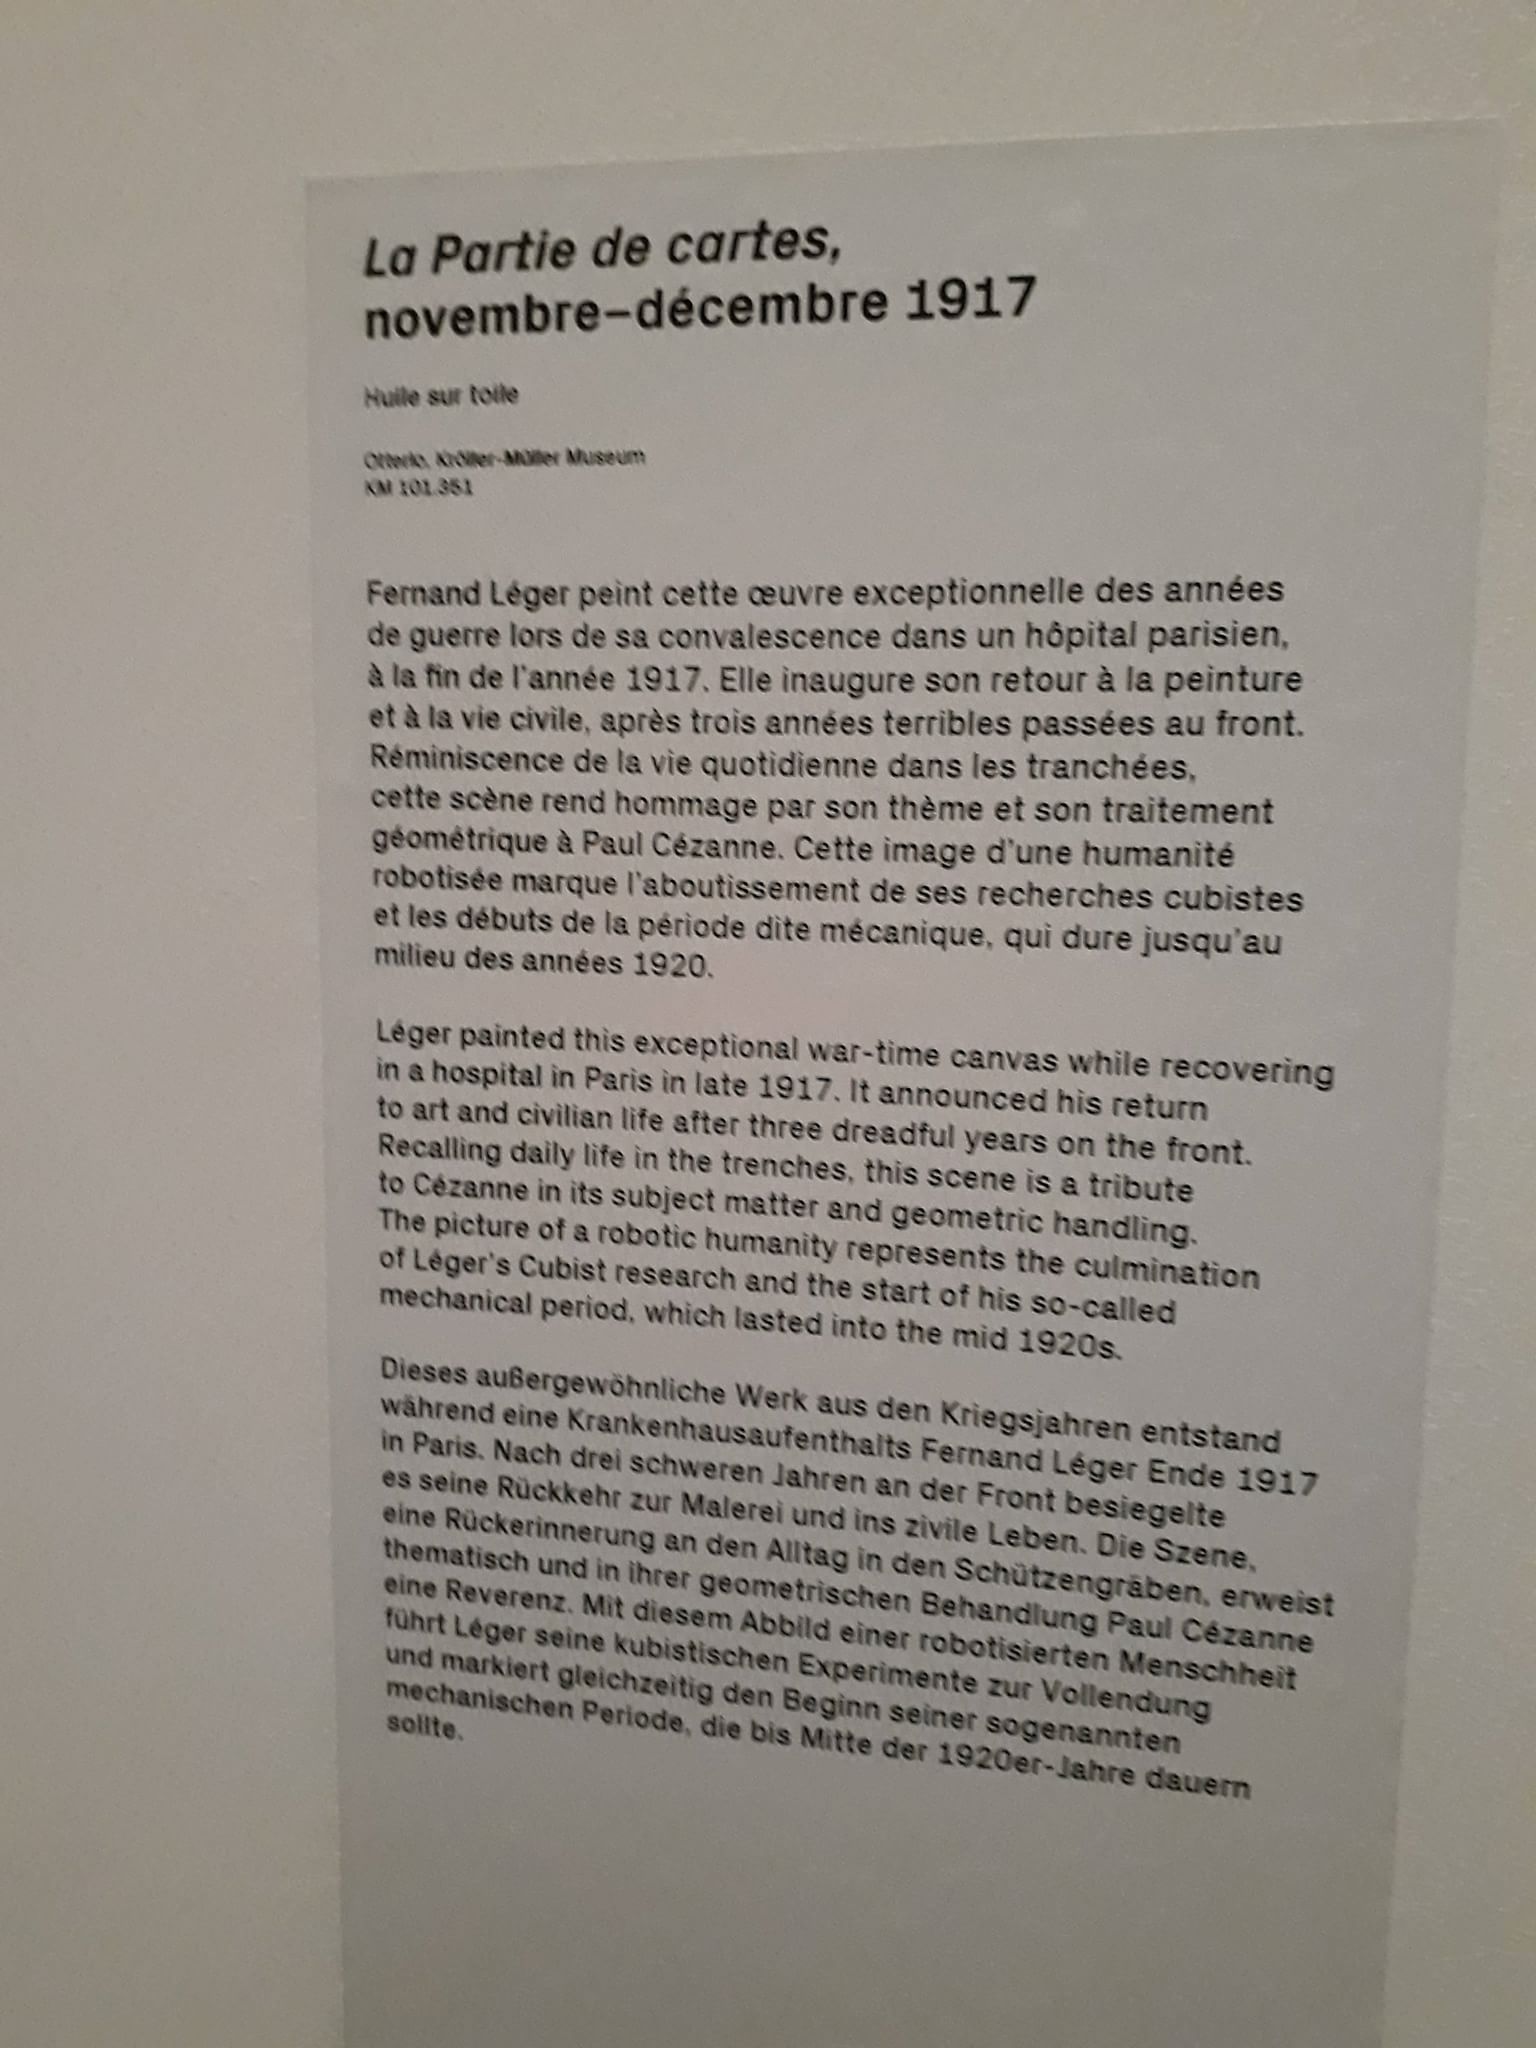 La Partie de cartes,
novembre–décembre 1917
Huile sur toile
Otterlo, Kröller-Müller Museum
KM 101.351
Fernand Léger peint cette œuvre exceptionnelle des années
de guerre lors de sa convalescence dans un hôpital parisien,
à la fin de l'année 1917. Elle inaugure son retour à la peinture
et à la vie civile, après trois années terribles passées au front.
Réminiscence de la vie quotidienne dans les tranchées,
cette scène rend hommage par son thème et son traitement
géométrique à Paul Cézanne. Cette image d'une humanité
robotisée marque l'aboutissement de ses recherches cubistes
et les débuts de la période dite mécanique, qui dure jusqu'au
milieu des années 1920.
Léger painted this exceptional war-time canvas while recovering
in a hospital in Paris in late 1917. It announced his return
to art and civilian life after three dreadful years on the front.
Recalling daily life in the trenches, this scene is a tribute
to Cézanne in its subject matter and geometric handling.
The picture of a robotic humanity represents the culmination
of Léger's Cubist research and the start of his so-called
mechanical period, which lasted into the mid 1920s.
Dieses außergewöhnliche Werk aus den Kriegsjahren entstand
während eine Krankenhausaufenthalts Fernand Léger Ende 1917
in Paris. Nach drei schweren Jahren an der Front besiegelte
es seine Rückkehr zur Malerei und ins zivile Leben. Die Szene,
eine Rückerinnerung an den Alltag in den Schützengräben, erweist
thematisch und in ihrer geometrischen Behandlung Paul Cézanne
eine Reverenz. Mit diesem Abbild einer robotisierten Menschheit
führt Léger seine kubistischen Experimente zur Vollendung
und markiert gleichzeitig den Beginn seiner sogenannten
mechanischen Periode, die bis Mitte der 1920er-Jahre dauern
sollte.